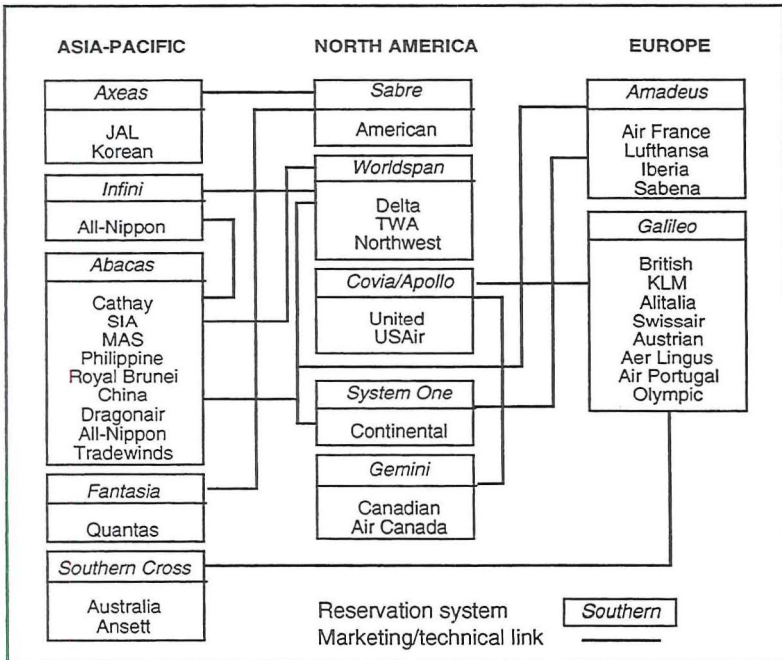 ASIA-PACIFIC
Axeas
JAL
Korean
Infini
All-Nippon
Abacas
Cathay
SIA
MAS
Philippine
Royal Brunei
China
Dragonair
All-Nippon
Tradewinds
Fantasia
Quantas
Southern Cross
Australia
Ansett
NORTH AMERICA
Sabre
American
Worldspan
Delta
TWA
Northwest
Covia/Apollo
United
USAir
System One
Continental
Gemini
Canadian
Air Canada
EUROPE
Amadeus
Air France
Lufthansa
Iberia
Sabena
Galileo
British
KLM
Alitalia
Swissair
Austrian
Aer Lingus
Air Portugal
Olympic
Reservation system
Southern
Marketing/technical link